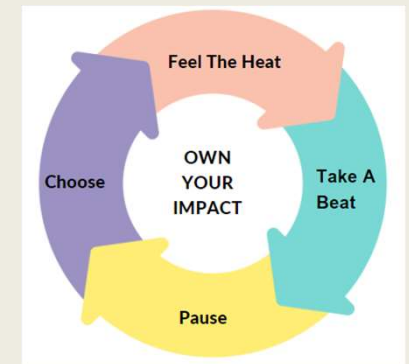 Feel The Heat
Take A
Beat
Pause
Choose
OWN
YOUR
IMPACT